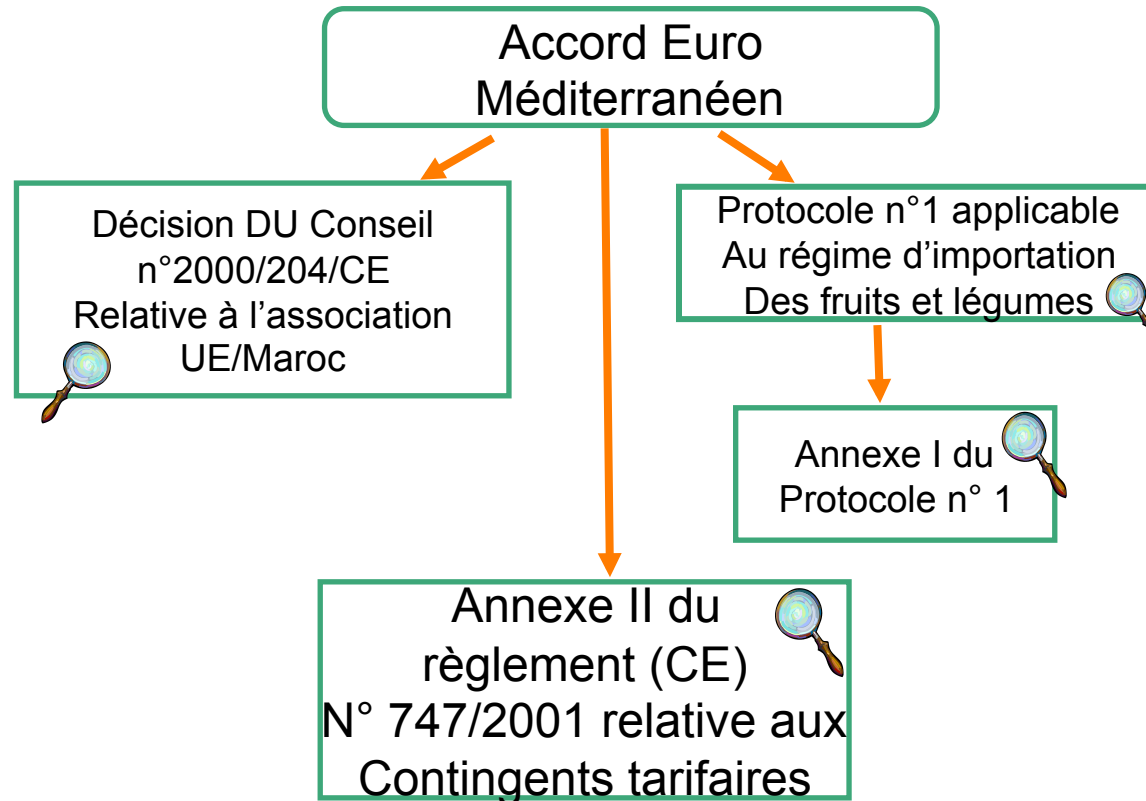 Accord Euro
Méditerranéen
Décision DU Conseil
n°2000/204/CE
Relative à l’association
UE/Maroc
Protocole n°1 applicable
Au régime d’importation
Des fruits et légumes
Annexe I du
Protocole n° 1
Annexe II du
règlement (CE)
N° 747/2001 relative aux
Contingents tarifaires